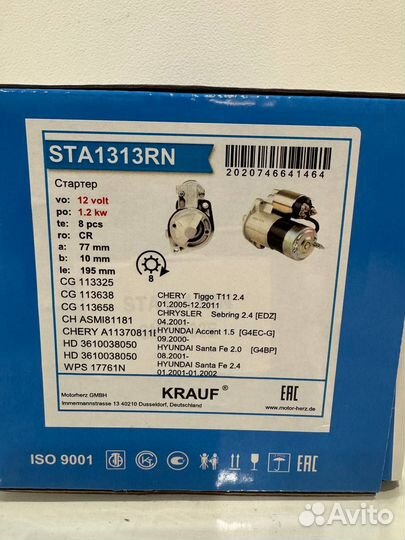 STA1313RN
2020746641464
Стартер
vo: 12 volt
po: 1.2 kw
te: 8 pcs
ro: CR
a: 77 mm
b: 10 mm
le: 195 mm
8
CG 113325
CG 113638
CG 113658
CH ASMI81181
CHERY A11370811
HD 3610038050
HD 3610038050
WPS 17761N
CHERY Tiggo T11 2.4
01.2005-12.2011
CHRYSLER Sebring 2.4 [EDZ]
04.2001-
HYUNDAI Accent 1.5 [G4EC-G]
09.2000-
HYUNDAI Santa Fe 2.0 [G4BP]
08.2001-
HYUNDAI Santa Fe 2.4
01.2001-01.2002
Motorherz GMBH
Immermannstrasse 13 40210 Dusseldorf, Deutschland
KRAUF®
EAC
www.motor-herz.de
ISO 9001
EAC
Avito